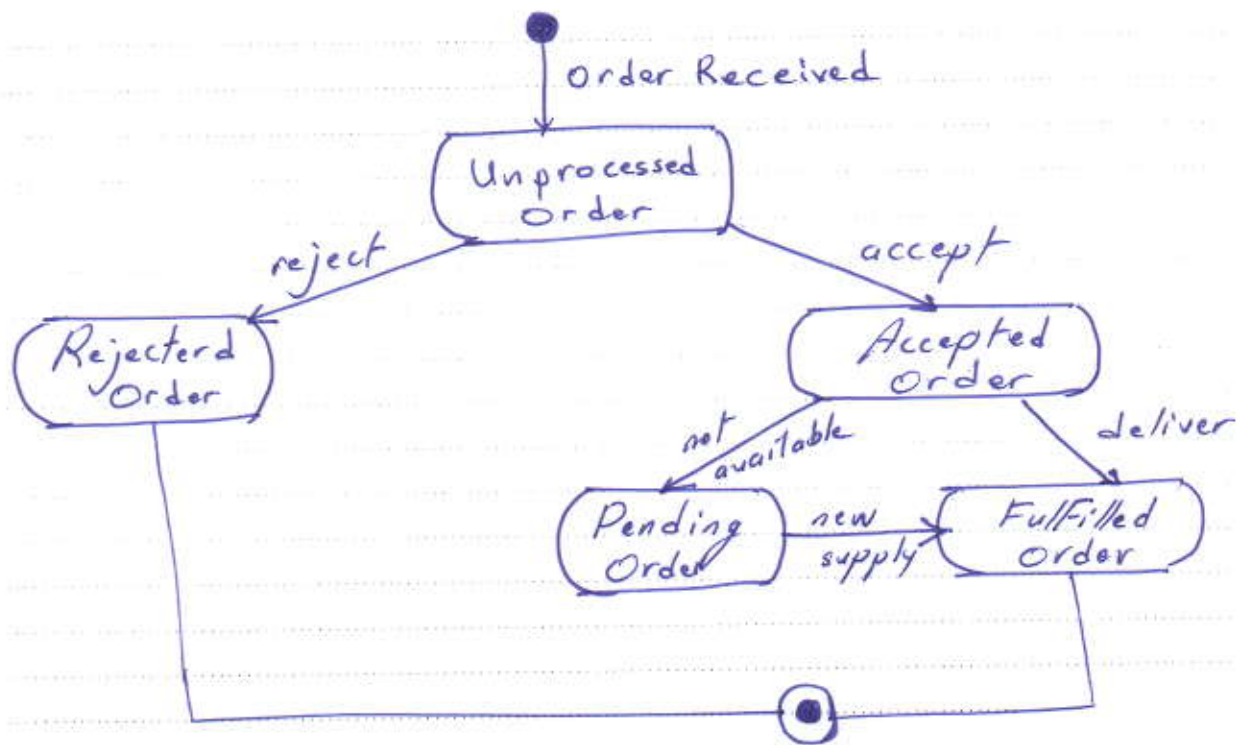 Order Received
Unprocessed
Order
reject
accept
Rejecterd
Order
Accepted
Order
not
available
deliver
Pending
Order
new
supply
FulFilled
Order